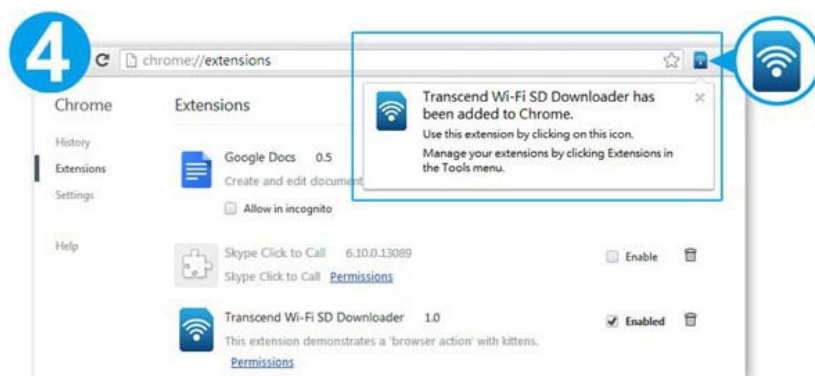 4
chrome://extensions
Chrome
Extensions
Transcend Wi-Fi SD Downloader has
been added to Chrome.
Use this extension by clicking on this icon.
Manage your extensions by clicking Extensions in
the Tools menu.
History
Extensions
Settings
Help
Google Docs 0.5
Create and edit document
Allow in incognito
Skype Click to Call 6.10.0.13089
Enable
Skype Click to Call Permissions
Transcend Wi-Fi SD Downloader 1.0
Enabled
This extension demonstrates a 'browser action' with kittens.
Permissions